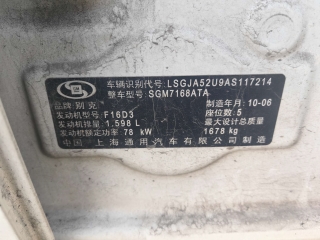 车辆识别代号: LSGJA52U9AS117214
整车型号: SGM7168ATA
品牌 别克 制造年月 10-06
发动机型号 F16D3 座位数 5
发动机排量 1.598 L 最大设计总质量
发动机额定功率 78 kW 1678 kg
中国 上海通用汽车有限公司制造